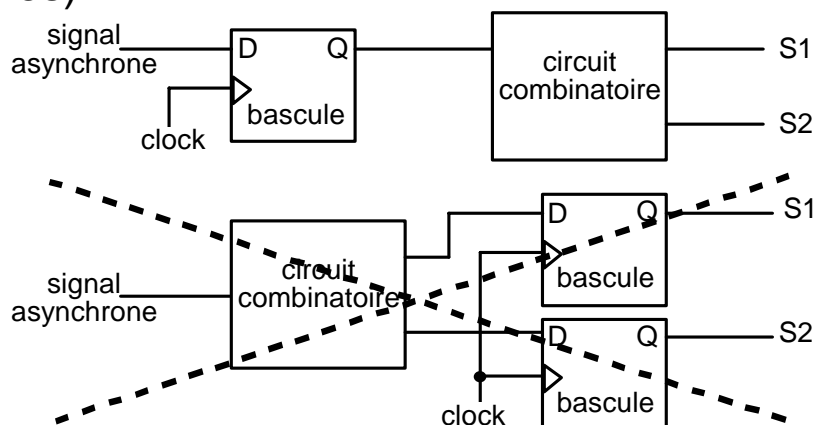 signal
asynchrone
D
Q
bascule
clock
circuit
combinatoire
S1
S2
signal
asynchrone
circuit
combinatoire
D
Q
bascule
S1
D
Q
bascule
S2
clock